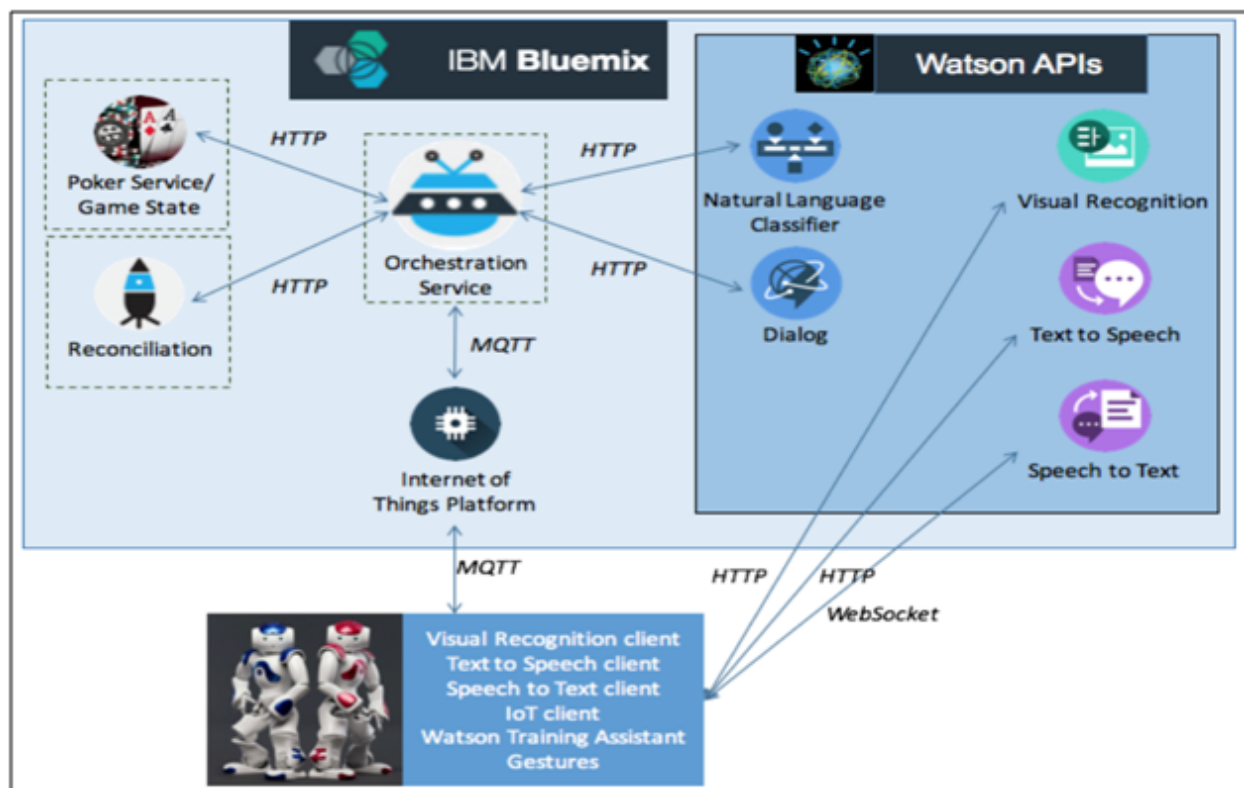 IBM Bluemix
Watson APIs
HTTP
HTTP
Poker Service/
Game State
Natural Language
Classifier
Visual Recognition
Orchestration
Service
HTTP
HTTP
Reconciliation
Dialog
Text to Speech
MQTT
Internet of
Things Platform
Speech to Text
MQTT
HTTP
HTTP
WebSocket
Visual Recognition client
Text to Speech client
Speech to Text client
IoT client
Watson Training Assistant
Gestures